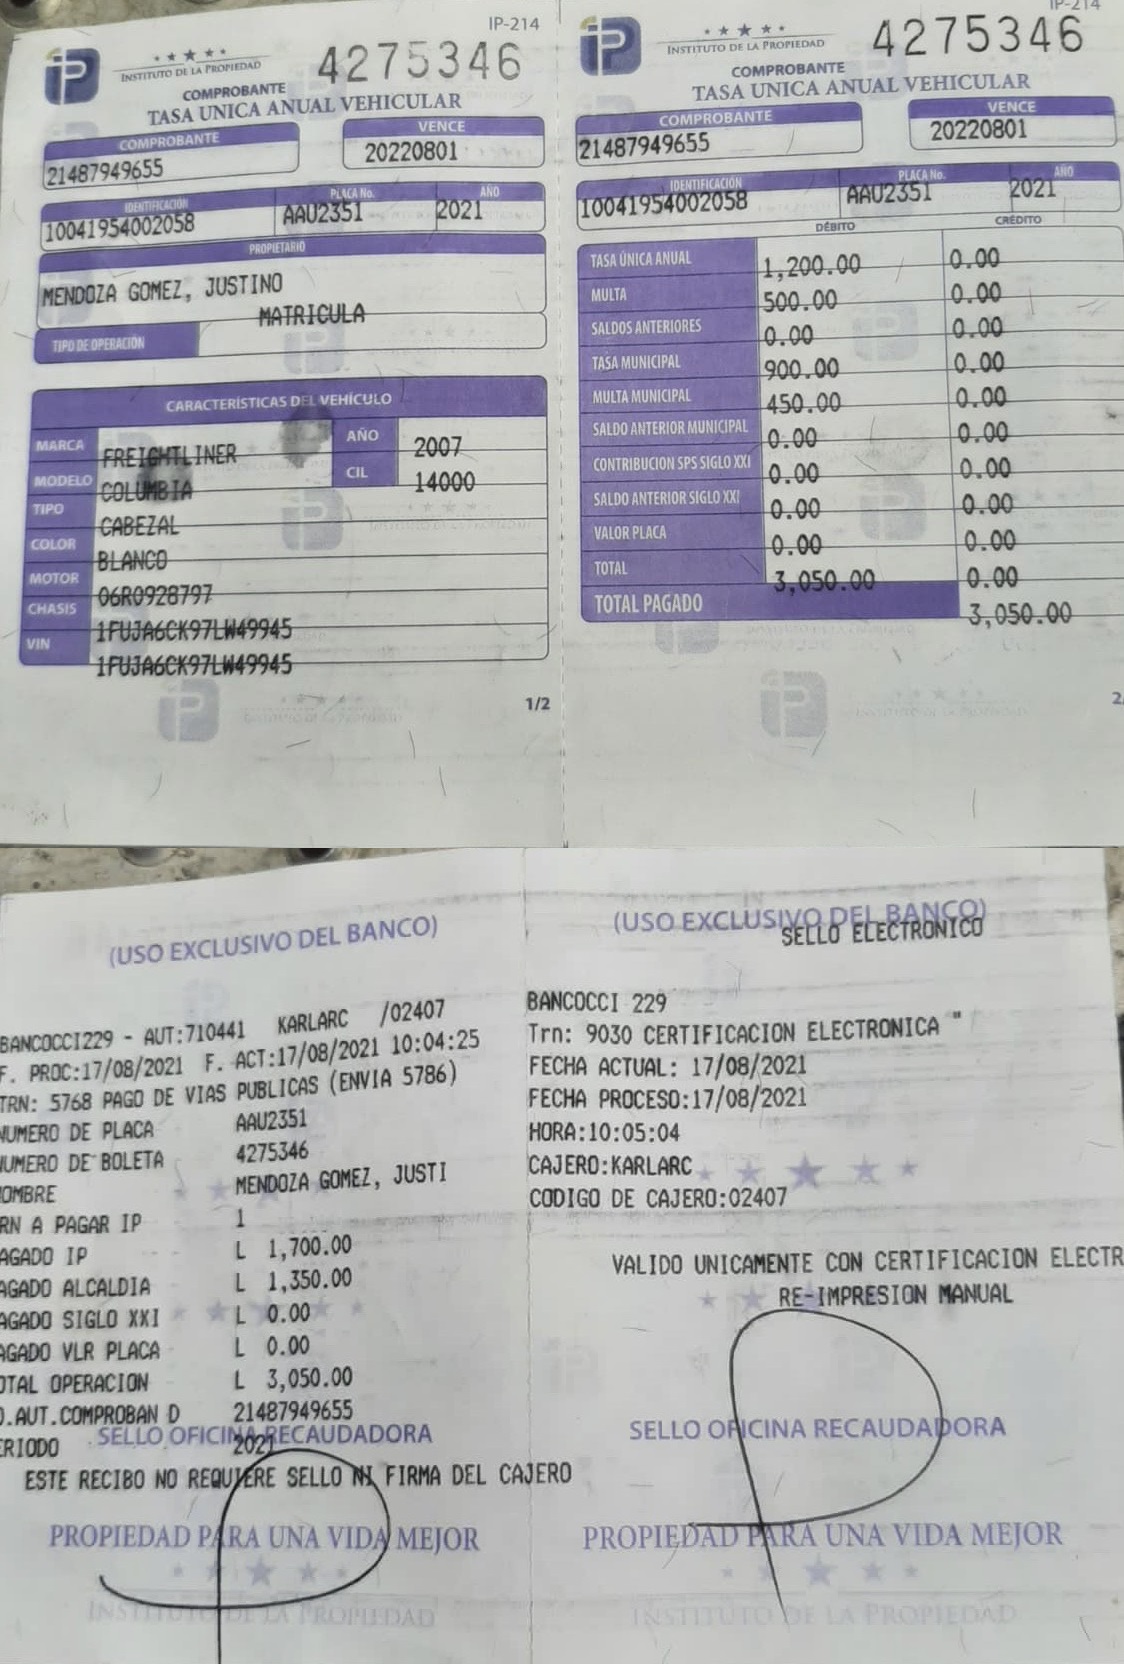 IP-214
iP
INSTITUTO DE LA PROPIEDAD
4275346
COMPROBANTE
TASA UNICA ANUAL VEHICULAR
COMPROBANTE
21487949655
VENCE
20220801
IDENTIFICACIÓN
10041954002058
PLACA No.
AAU2351
AÑO
2021
PROPIETARIO
MENDOZA GOMEZ, JUSTINO
MATRICULA
TIPO DE OPERACIÓN
CARACTERÍSTICAS DEL VEHÍCULO
MARCA FREIGHTLINER AÑO 2007
MODELO COLUMBIA CIL 14000
TIPO CABEZAL
COLOR BLANCO
MOTOR 06R0928797
CHASIS 1FUJA6CK97LW49945
VIN 1FUJA6CK97LW49945
1/2
IP-214
iP
INSTITUTO DE LA PROPIEDAD
4275346
COMPROBANTE
TASA UNICA ANUAL VEHICULAR
COMPROBANTE
21487949655
VENCE
20220801
IDENTIFICACIÓN
10041954002058
PLACA No.
AAU2351
AÑO
2021
DÉBITO CRÉDITO
TASA ÚNICA ANUAL 1,200.00 0.00
MULTA 500.00 0.00
SALDOS ANTERIORES 0.00 0.00
TASA MUNICIPAL 900.00 0.00
MULTA MUNICIPAL 450.00 0.00
SALDO ANTERIOR MUNICIPAL 0.00 0.00
CONTRIBUCION SPS SIGLO XXI 0.00 0.00
SALDO ANTERIOR SIGLO XXI 0.00 0.00
VALOR PLACA 0.00 0.00
TOTAL 3,050.00 0.00
TOTAL PAGADO 3,050.00
2/
(USO EXCLUSIVO DEL BANCO)
BANCOCCI229 - AUT:710441 KARLARC /02407
F. PROC:17/08/2021 F. ACT:17/08/2021 10:04:25
TRN: 5768 PAGO DE VIAS PUBLICAS (ENVIA 5786)
NUMERO DE PLACA AAU2351
NUMERO DE BOLETA 4275346
OMBRE MENDOZA GOMEZ, JUSTI
RN A PAGAR IP 1
AGADO IP L 1,700.00
AGADO ALCALDIA L 1,350.00
AGADO SIGLO XXI L 0.00
AGADO VLR PLACA L 0.00
OTAL OPERACION L 3,050.00
O.AUT.COMPROBAN D 21487949655
ERIODO 2021
SELLO OFICINA RECAUDADORA
ESTE RECIBO NO REQUIERE SELLO NI FIRMA DEL CAJERO
PROPIEDAD PARA UNA VIDA MEJOR
INSTITUTO DE LA PROPIEDAD
(USO EXCLUSIVO DEL BANCO)
SELLO ELECTRONICO
BANCOCCI 229
Trn: 9030 CERTIFICACION ELECTRONICA "
FECHA ACTUAL: 17/08/2021
FECHA PROCESO:17/08/2021
HORA:10:05:04
CAJERO:KARLARC
CODIGO DE CAJERO:02407
VALIDO UNICAMENTE CON CERTIFICACION ELECTR
RE-IMPRESION MANUAL
SELLO OFICINA RECAUDADORA
PROPIEDAD PARA UNA VIDA MEJOR
INSTITUTO DE LA PROPIEDAD